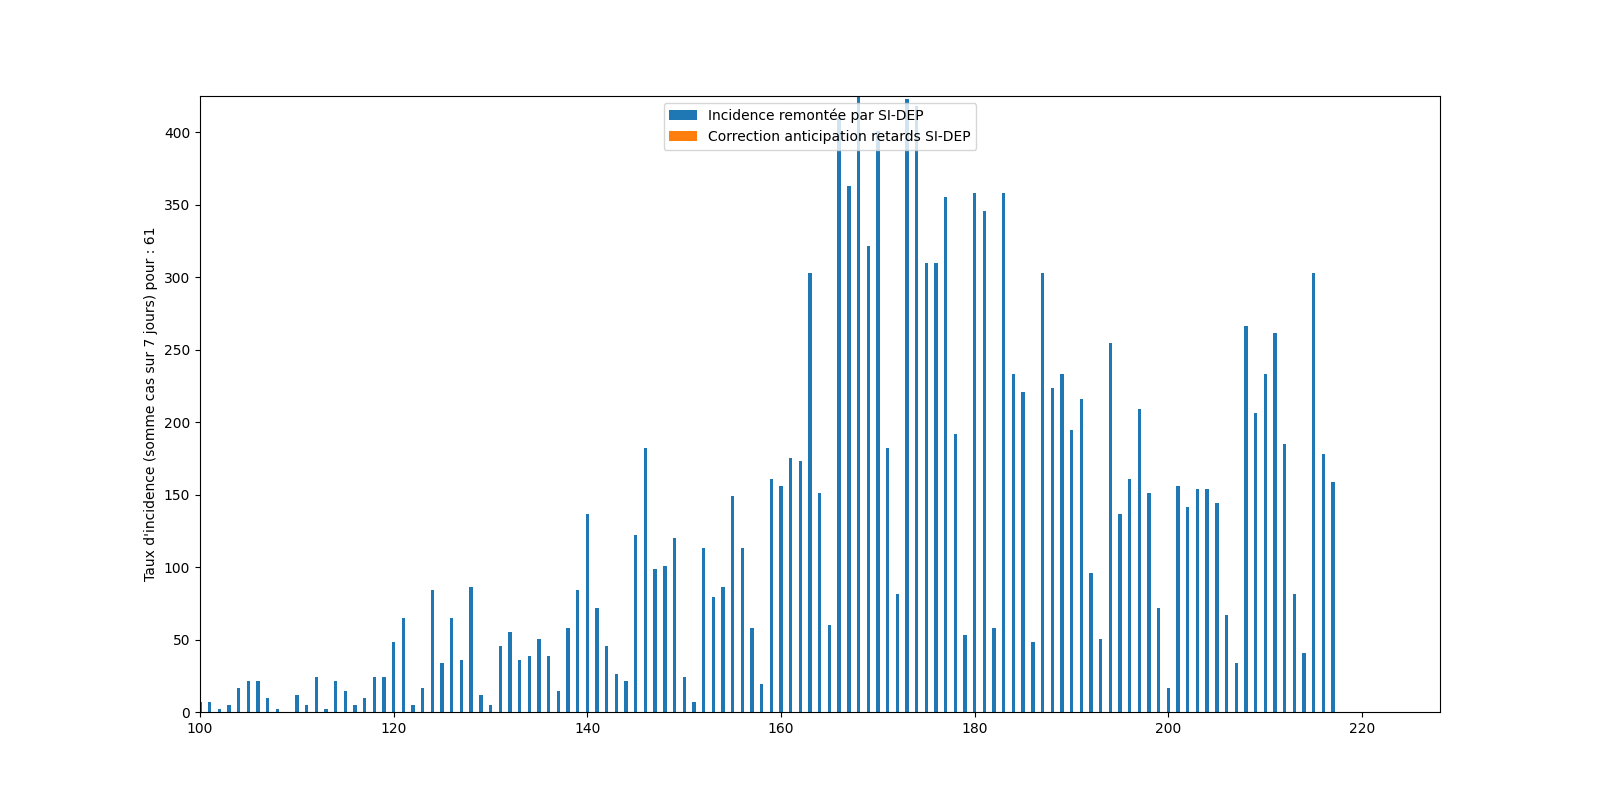 Incidence remontée par SI-DEP
Correction anticipation retards SI-DEP
Taux d'incidence (somme cas sur 7 jours) pour : 61
400
350
300
250
200
150
100
50
0
100 120 140 160 180 200 220